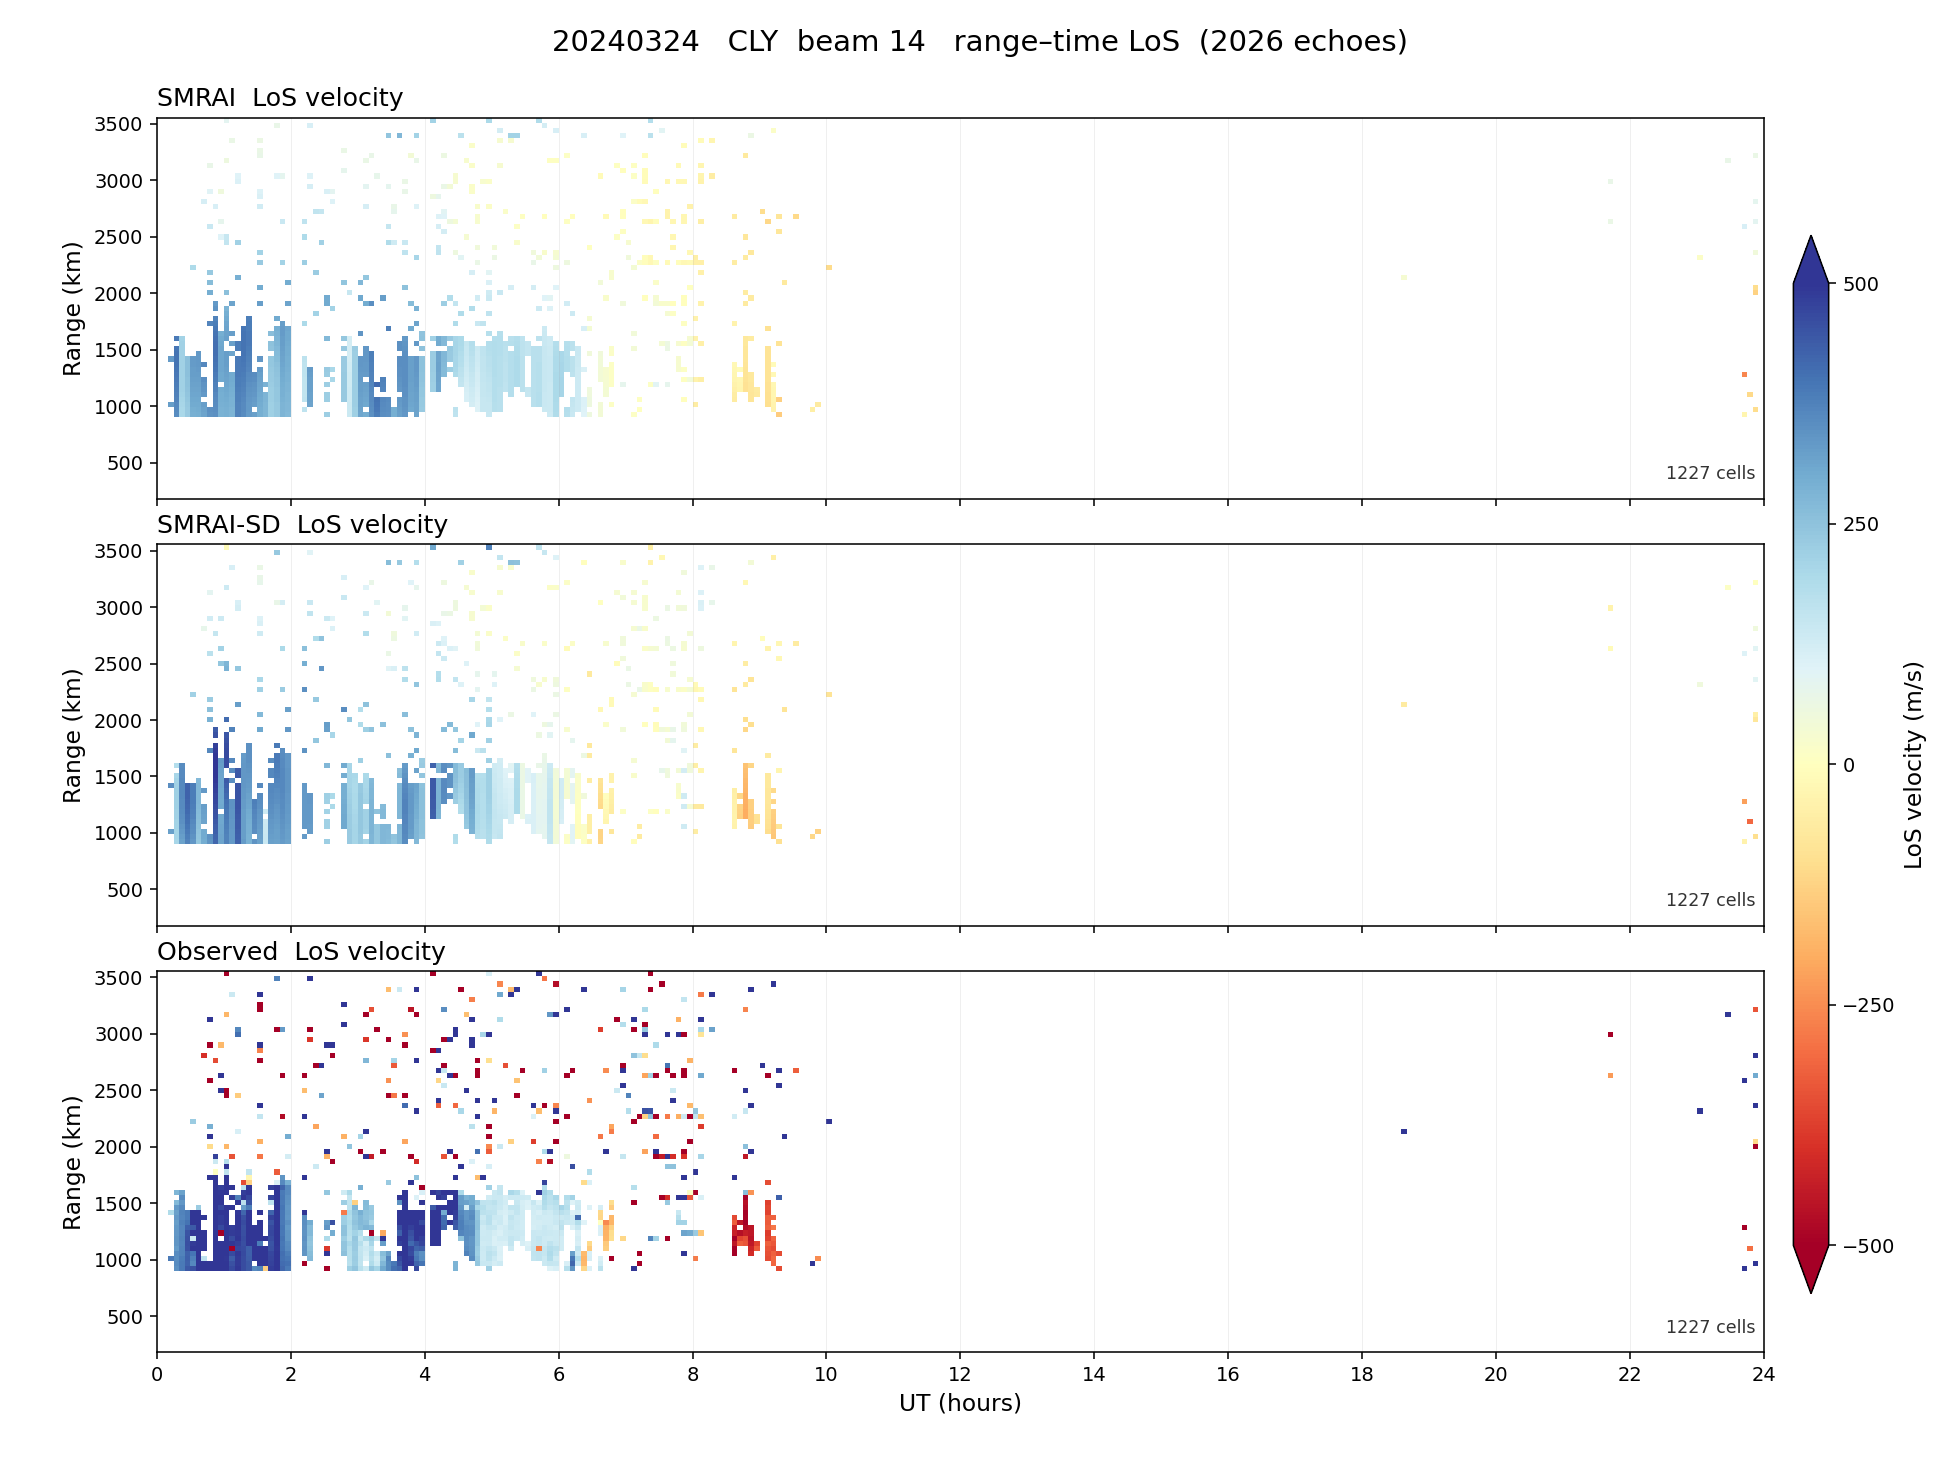 20240324   CLY  beam 14   range–time LoS  (2026 echoes)
SMRAI  LoS velocity
3500
3000
2500
2000
1500
1000
500
Range (km)
1227 cells
SMRAI-SD  LoS velocity
3500
3000
2500
2000
1500
1000
500
Range (km)
1227 cells
Observed  LoS velocity
3500
3000
2500
2000
1500
1000
500
Range (km)
1227 cells
0 2 4 6 8 10 12 14 16 18 20 22 24
UT (hours)
500
250
0
−250
−500
LoS velocity (m/s)